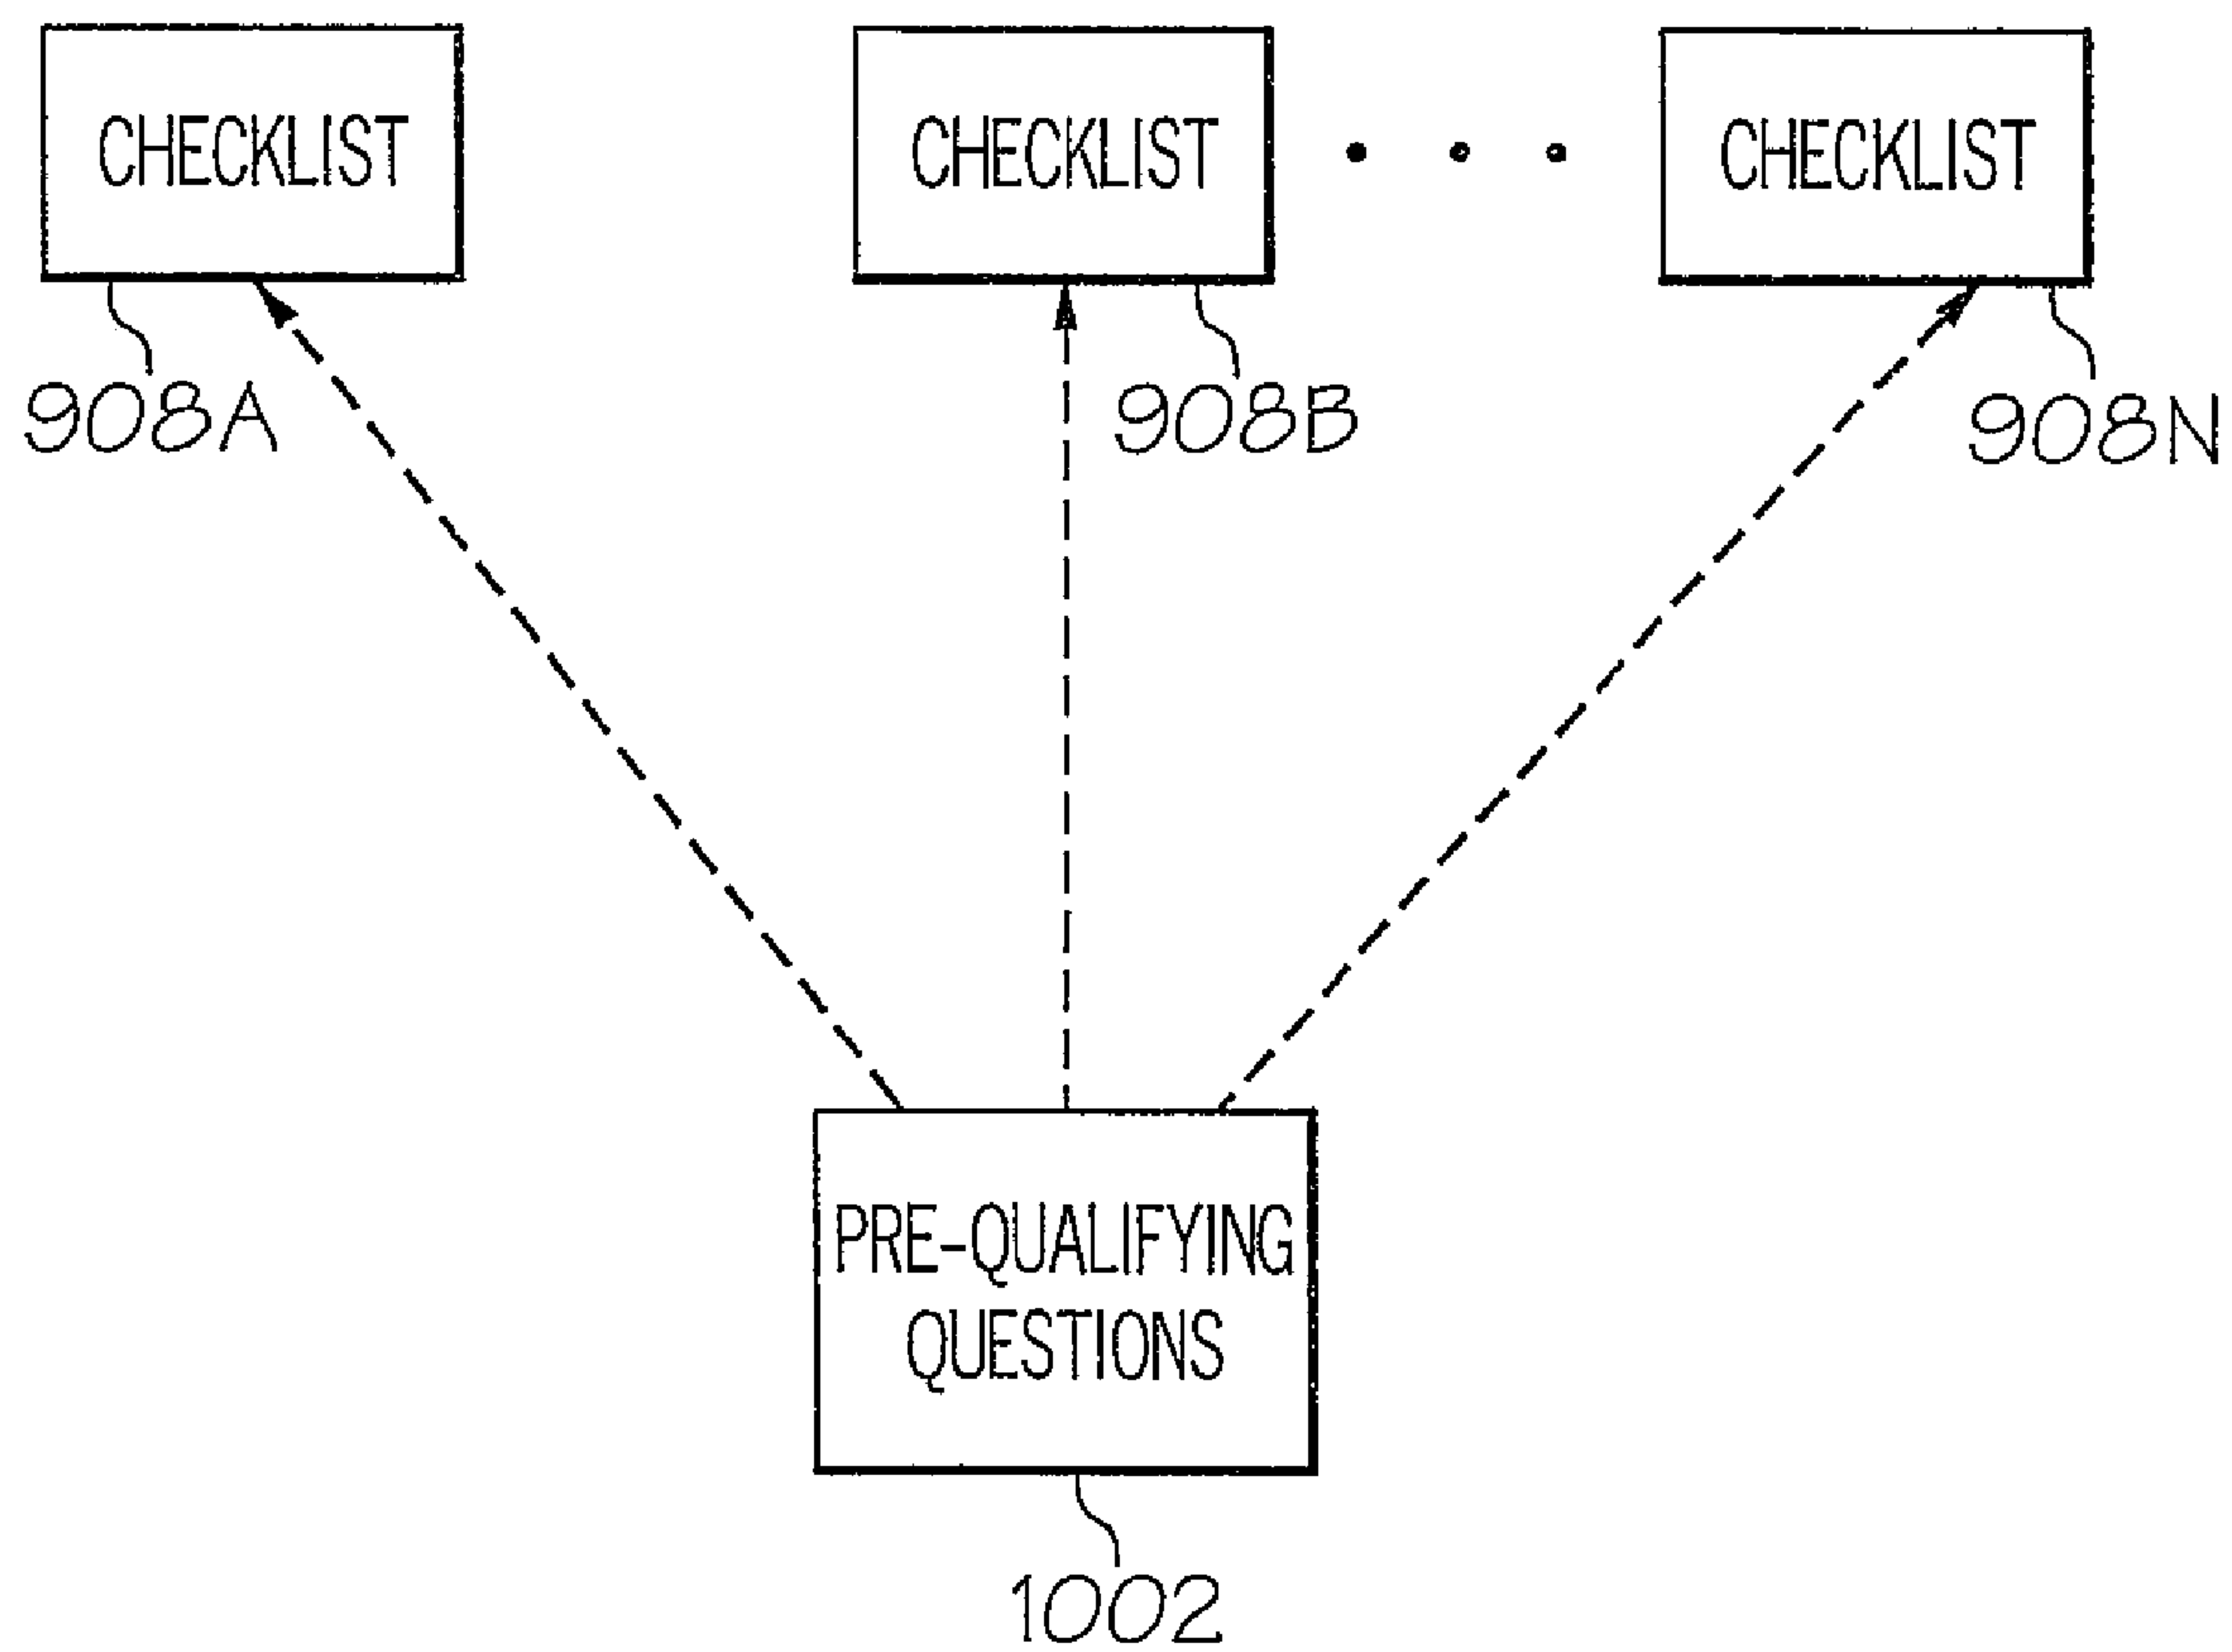 CHECKLIST
CHECKLIST
CHECKLIST
908A
908B
908N
PRE-QUALIFYING
QUESTIONS
1002